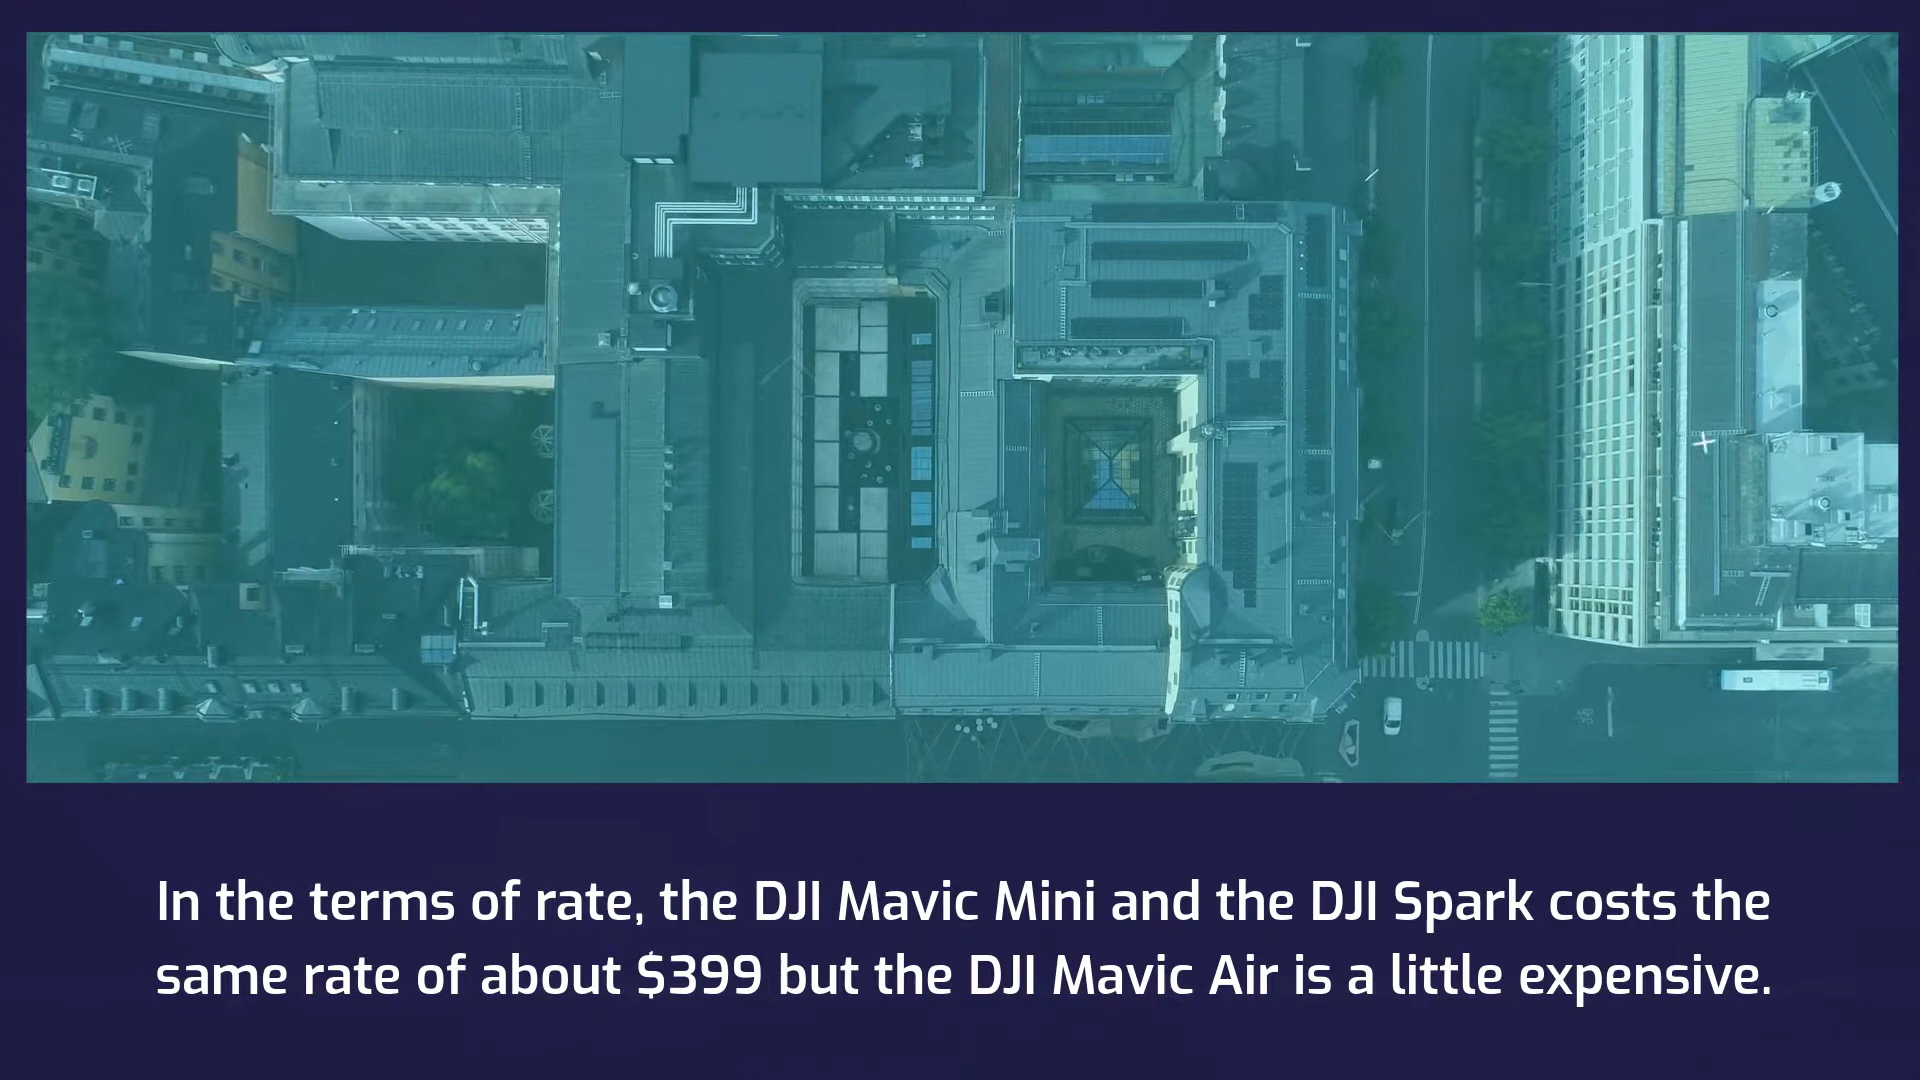 In the terms of rate, the DJI Mavic Mini and the DJI Spark costs the
same rate of about $399 but the DJI Mavic Air is a little expensive.